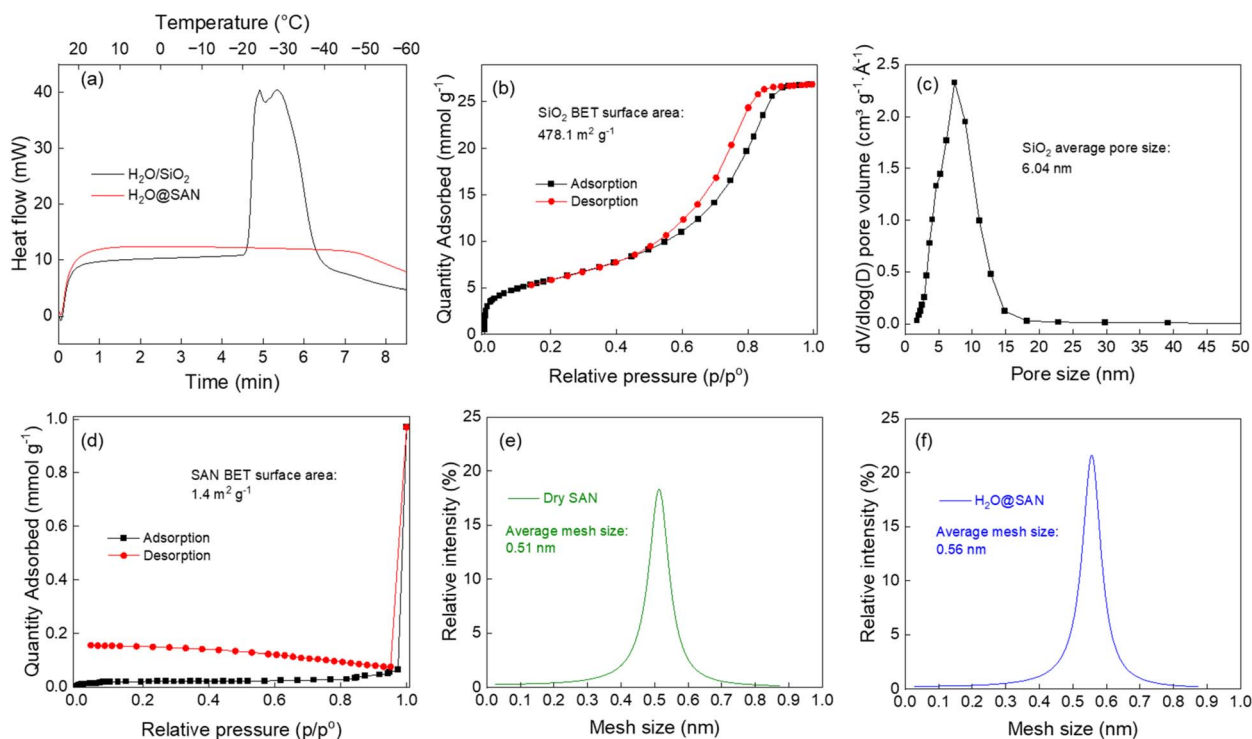 Temperature (°C)
20 10 0 −10 −20 −30 −40 −50 −60
(a)
40
30
20
10
0
Heat flow (mW)
H₂O/SiO₂
H₂O@SAN
0 1 2 3 4 5 6 7 8
Time (min)
(b)
SiO₂ BET surface area:
478.1 m² g⁻¹
Adsorption
Desorption
25
20
15
10
5
0
Quantity Adsorbed (mmol g⁻¹)
0.0 0.2 0.4 0.6 0.8 1.0
Relative pressure (p/p°)
(c)
SiO₂ average pore size:
6.04 nm
2.5
2.0
1.5
1.0
0.5
0.0
dV/dlog(D) pore volume (cm³ g⁻¹·Å⁻¹)
0 5 10 15 20 25 30 35 40 45 50
Pore size (nm)
(d)
SAN BET surface area:
1.4 m² g⁻¹
Adsorption
Desorption
1.0
0.8
0.6
0.4
0.2
0.0
Quantity Adsorbed (mmol g⁻¹)
0.0 0.2 0.4 0.6 0.8 1.0
Relative pressure (p/p°)
(e)
Dry SAN
Average mesh size:
0.51 nm
25
20
15
10
5
0
Relative intensity (%)
0.0 0.1 0.2 0.3 0.4 0.5 0.6 0.7 0.8 0.9 1.0
Mesh size (nm)
(f)
H₂O@SAN
Average mesh size:
0.56 nm
25
20
15
10
5
0
Relative intensity (%)
0.0 0.1 0.2 0.3 0.4 0.5 0.6 0.7 0.8 0.9 1.0
Mesh size (nm)